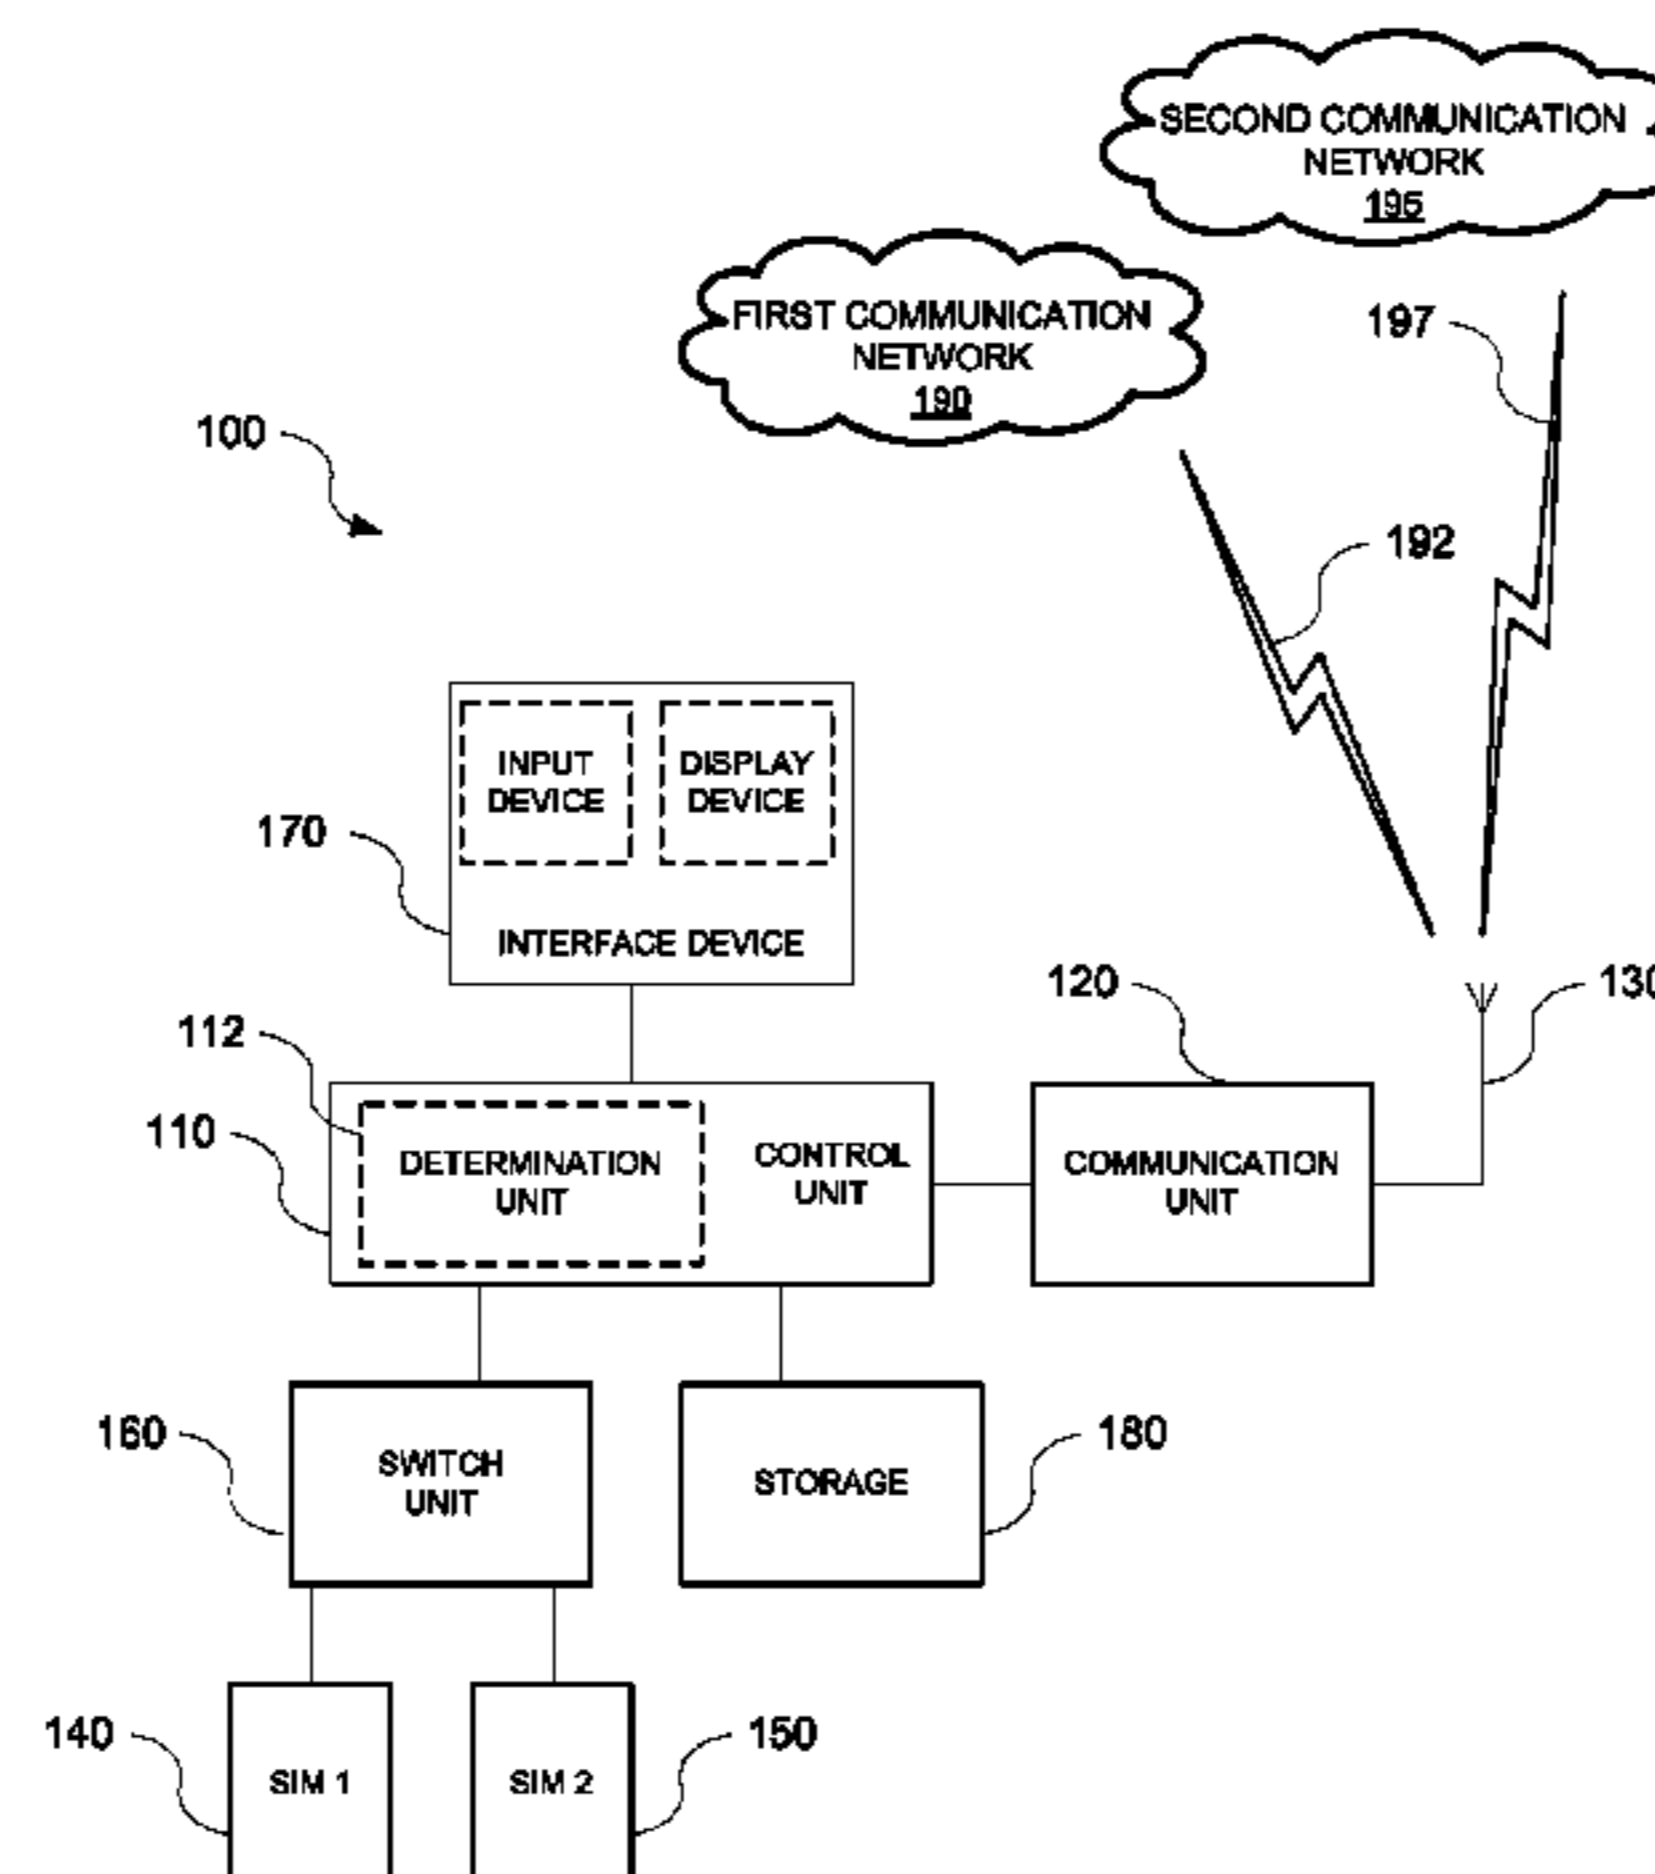 SECOND COMMUNICATION
NETWORK
195
FIRST COMMUNICATION
NETWORK
190
197
100
192
INPUT
DEVICE
DISPLAY
DEVICE
170
INTERFACE DEVICE
120
130
112
110
DETERMINATION
UNIT
CONTROL
UNIT
COMMUNICATION
UNIT
160
SWITCH
UNIT
STORAGE
180
140
SIM 1
SIM 2
150